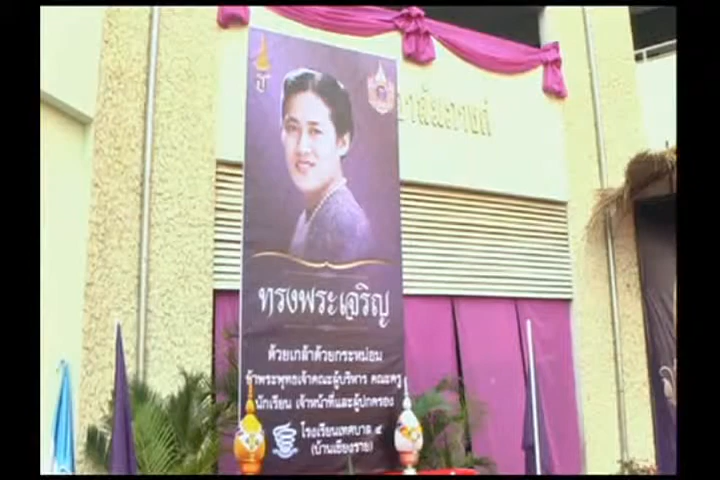 ทรงพระเจริญ
ด้วยเกล้าด้วยกระหม่อม
ข้าพระพุทธเจ้าคณะผู้บริหาร คณะครู
นักเรียน เจ้าหน้าที่และผู้ปกครอง
โรงเรียนเทศบาล ๔
(บ้านเชียงราย)